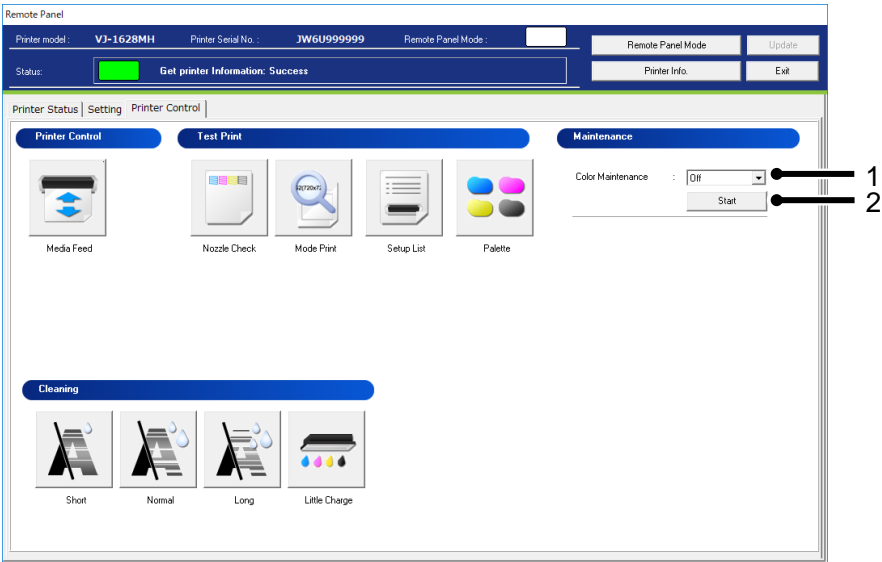 Remote Panel
Printer model : VJ-1628MH Printer Serial No. : JW6U999999 Remote Panel Mode :
Remote Panel Mode Update
Status: Get printer Information: Success
Printer Info. Exit
Printer Status Setting Printer Control
Printer Control Test Print Maintenance
Color Maintenance : Off 1
Start 2
Media Feed Nozzle Check Mode Print Setup List Palette
Cleaning
Short Normal Long Little Charge